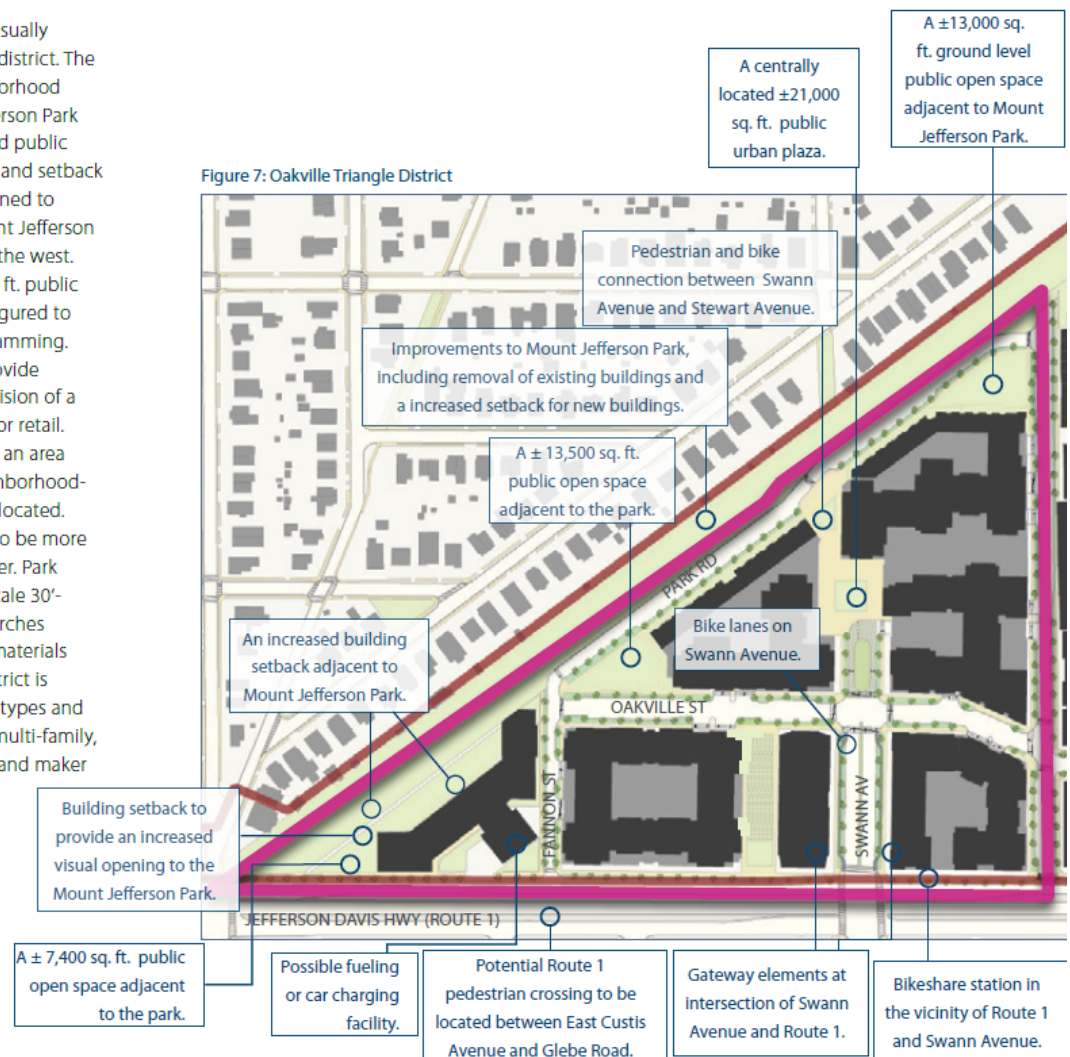 sually
district. The
orhood
erson Park
d public
and setback
ned to
nt Jefferson
the west.
ft. public
gured to
amming.
ovide
ision of a
or retail.
an area
hborhood-
located.
o be more
er. Park
cale 30'-
rches
materials
trict is
types and
multi-family,
and maker
Figure 7: Oakville Triangle District
A centrally
located ±21,000
sq. ft. public
urban plaza.
A ±13,000 sq.
ft. ground level
public open space
adjacent to Mount
Jefferson Park.
Pedestrian and bike
connection between Swann
Avenue and Stewart Avenue.
Improvements to Mount Jefferson Park,
including removal of existing buildings and
a increased setback for new buildings.
A ± 13,500 sq. ft.
public open space
adjacent to the park.
PARK RD
Bike lanes on
Swann Avenue.
An increased building
setback adjacent to
Mount Jefferson Park.
OAKVILLE ST
FANNON ST
SWANN AV
Building setback to
provide an increased
visual opening to the
Mount Jefferson Park.
JEFFERSON DAVIS HWY (ROUTE 1)
A ± 7,400 sq. ft. public
open space adjacent
to the park.
Possible fueling
or car charging
facility.
Potential Route 1
pedestrian crossing to be
located between East Custis
Avenue and Glebe Road.
Gateway elements at
intersection of Swann
Avenue and Route 1.
Bikeshare station in
the vicinity of Route 1
and Swann Avenue.